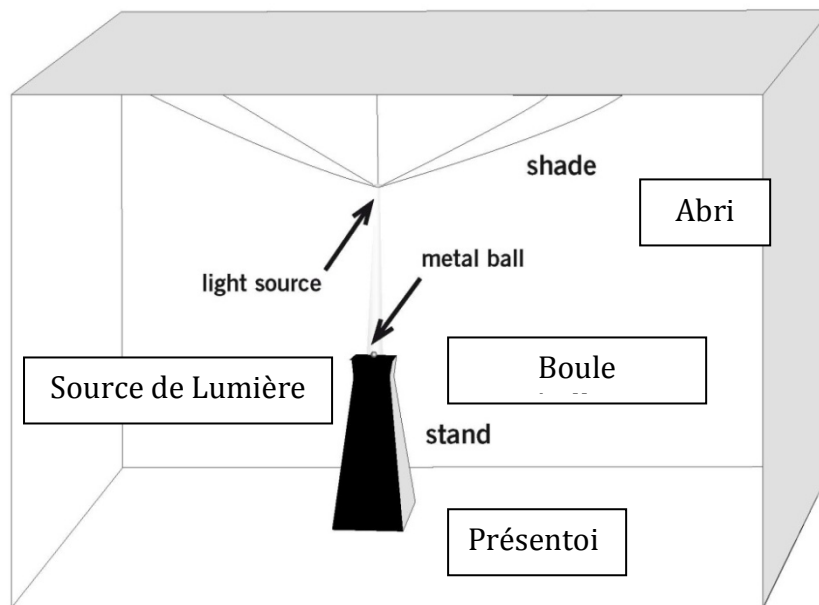 shade
Abri
light source
metal ball
Source de Lumière
Boule
stand
Présentoi